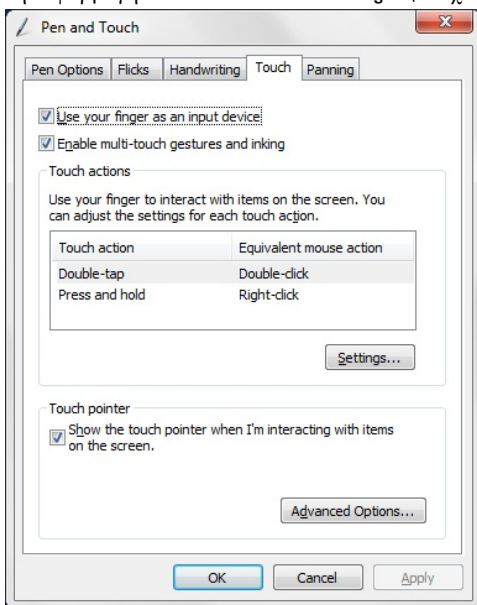 Pen and Touch
Pen Options Flicks Handwriting Touch Panning
Use your finger as an input device
Enable multi-touch gestures and inking
Touch actions
Use your finger to interact with items on the screen. You
can adjust the settings for each touch action.
Touch action Equivalent mouse action
Double-tap Double-click
Press and hold Right-click
Settings...
Touch pointer
Show the touch pointer when I'm interacting with items
on the screen.
Advanced Options...
OK Cancel Apply